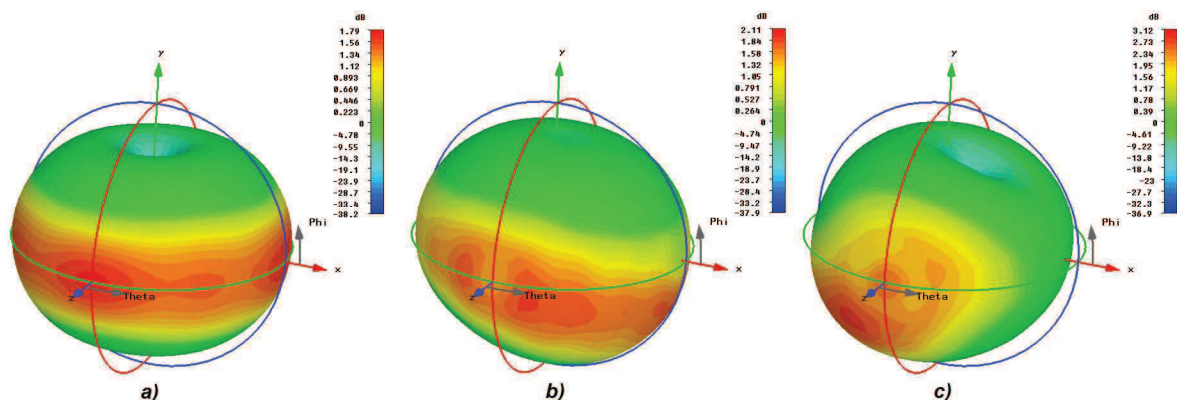 dB
1.79
1.56
1.34
1.12
0.893
0.669
0.446
0.223
0
-4.78
-9.55
-14.3
-19.1
-23.9
-28.7
-33.4
-38.2
y
Phi
x
z
Theta
a)
dB
2.11
1.84
1.58
1.32
1.05
0.791
0.527
0.264
0
-4.74
-9.47
-14.2
-18.9
-23.7
-28.4
-33.2
-37.9
y
Phi
x
z
Theta
b)
dB
3.12
2.73
2.34
1.95
1.56
1.17
0.78
0.39
0
-4.61
-9.22
-13.8
-18.4
-23
-27.7
-32.3
-36.9
y
Phi
x
z
Theta
c)